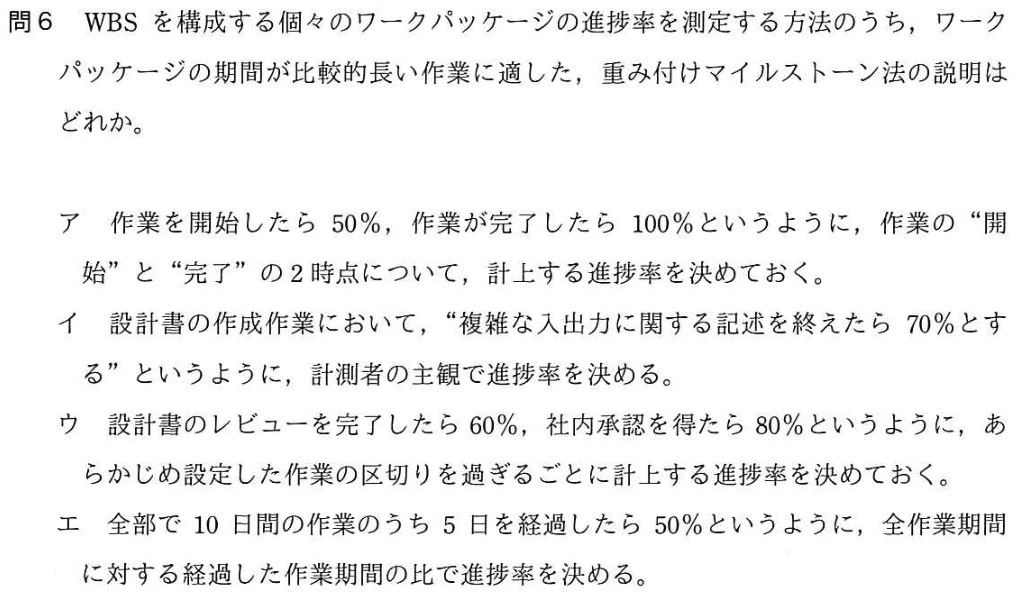 問6 WBS を構成する個々のワークパッケージの進捗率を測定する方法のうち，ワーク
パッケージの期間が比較的長い作業に適した，重み付けマイルストーン法の説明は
どれか。
ア 作業を開始したら 50％，作業が完了したら 100％というように，作業の“開
始”と“完了”の2時点について，計上する進捗率を決めておく。
イ 設計書の作成作業において，“複雑な入出力に関する記述を終えたら 70％とす
る”というように，計測者の主観で進捗率を決める。
ウ 設計書のレビューを完了したら 60％，社内承認を得たら 80％というように，あ
らかじめ設定した作業の区切りを過ぎるごとに計上する進捗率を決めておく。
エ 全部で 10 日間の作業のうち 5 日を経過したら 50％というように，全作業期間
に対する経過した作業期間の比で進捗率を決める。